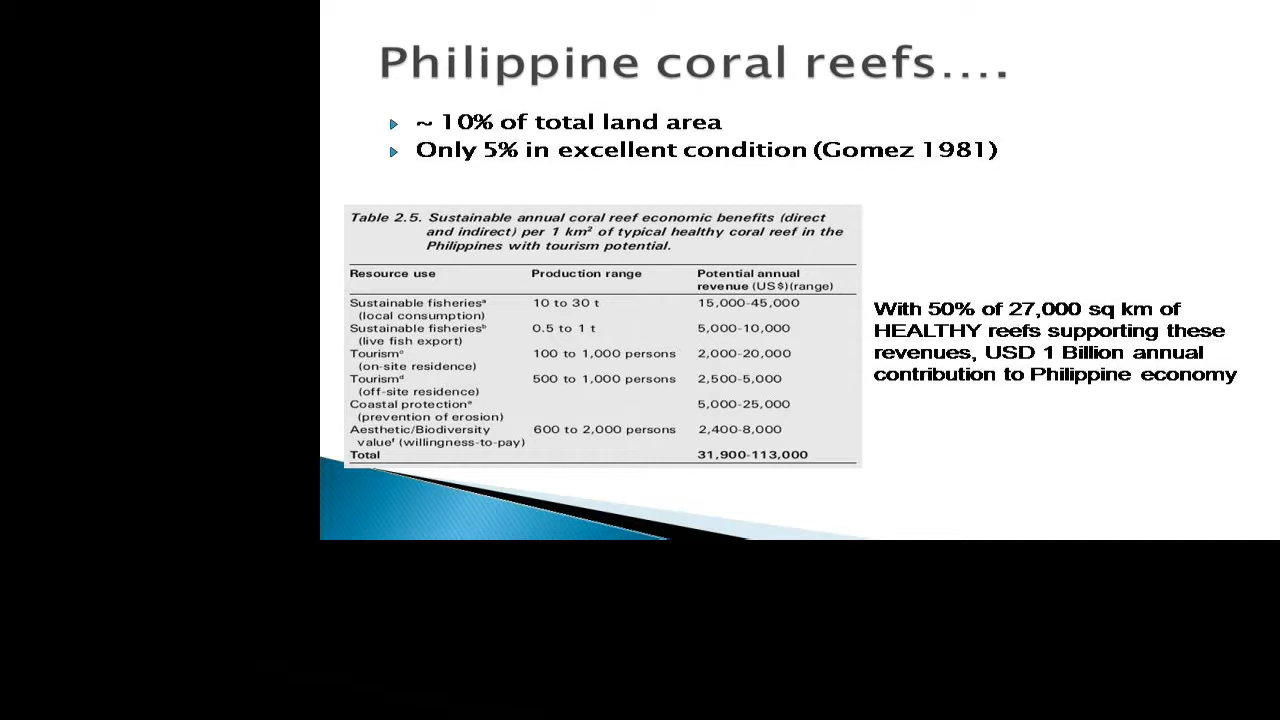 Philippine coral reefs....
~ 10% of total land area
Only 5% in excellent condition (Gomez 1981)
Table 2.5. Sustainable annual coral reef economic benefits (direct
and indirect) per 1 km² of typical healthy coral reef in the
Philippines with tourism potential.
Resource use Production range Potential annual
revenue (US$)(range)
Sustainable fisheriesᵃ 10 to 30 t 15,000-45,000
(local consumption)
Sustainable fisheriesᵇ 0.5 to 1 t 5,000-10,000
(live fish export)
Tourismᶜ 100 to 1,000 persons 2,000-20,000
(on-site residence)
Tourismᵈ 500 to 1,000 persons 2,500-5,000
(off-site residence)
Coastal protectionᵉ 5,000-25,000
(prevention of erosion)
Aesthetic/Biodiversity 600 to 2,000 persons 2,400-8,000
valueᶠ (willingness-to-pay)
Total 31,900-113,000
With 50% of 27,000 sq km of
HEALTHY reefs supporting these
revenues, USD 1 Billion annual
contribution to Philippine economy